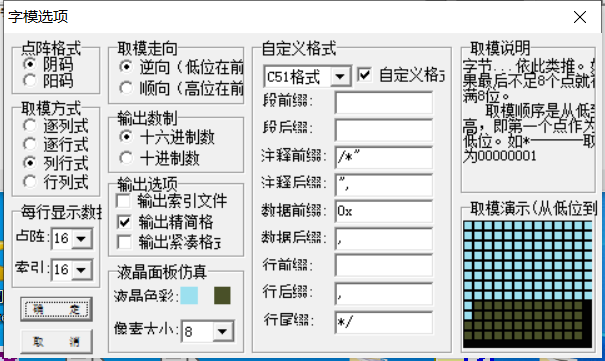 字模选项
点阵格式
阴码
阳码
取模方式
逐列式
逐行式
列行式
行列式
每行显示数据
点阵: 16
索引: 16
确 定
取 消
取模走向
逆向(低位在前
顺向(高位在前
输出数制
十六进制数
十进制数
输出选项
输出索引文件
输出精简格
输出紧凑格式
液晶面板仿真
液晶色彩:
像素大小: 8
自定义格式
C51格式
自定义格式
段前缀:
段后缀:
注释前缀: /*"
注释后缀: ",
数据前缀: 0x
数据后缀: ,
行前缀:
行后缀: ,
行尾缀: */
取模说明
字节...依此类推。如
果最后不足8个点就补
满8位。
取模顺序是从低到
高,即第一个点作为最
低位。如*-------取
为00000001
取模演示(从低位到